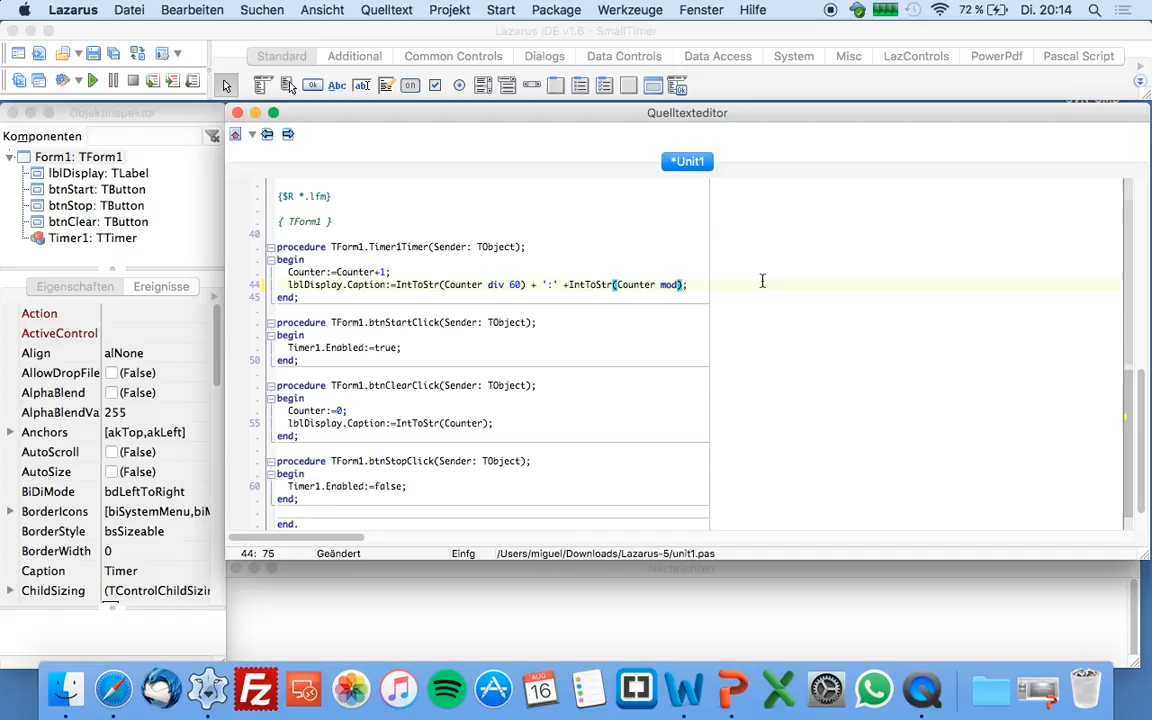 Lazarus Datei Bearbeiten Suchen Ansicht Quelltext Projekt Start Package Werkzeuge Fenster Hilfe 72 % Di. 20:14
Lazarus IDE v1.6 - SmallTimer
Standard Additional Common Controls Dialogs Data Controls Data Access System Misc LazControls PowerPdf Pascal Script
Ok Abc ab on
Objektinspektor
Quelltexteditor
Komponenten
*Unit1
Form1: TForm1
lblDisplay: TLabel
btnStart: TButton
btnStop: TButton
btnClear: TButton
Timer1: TTimer
Eigenschaften Ereignisse
Action
ActiveControl
Align alNone
AllowDropFile (False)
AlphaBlend (False)
AlphaBlendVa 255
Anchors [akTop,akLeft]
AutoScroll (False)
AutoSize (False)
BiDiMode bdLeftToRight
BorderIcons [biSystemMenu,biM
BorderStyle bsSizeable
BorderWidth 0
Caption Timer
ChildSizing (TControlChildSizir
{$R *.lfm}
{ TForm1 }
40
procedure TForm1.Timer1Timer(Sender: TObject);
begin
Counter:=Counter+1;
44 lblDisplay.Caption:=IntToStr(Counter div 60) + ':' +IntToStr(Counter mod);
45 end;
procedure TForm1.btnStartClick(Sender: TObject);
begin
Timer1.Enabled:=true;
50 end;
procedure TForm1.btnClearClick(Sender: TObject);
begin
Counter:=0;
55 lblDisplay.Caption:=IntToStr(Counter);
end;
procedure TForm1.btnStopClick(Sender: TObject);
begin
60 Timer1.Enabled:=false;
end;
end.
44: 75 Geändert Einfg /Users/miguel/Downloads/Lazarus-5/unit1.pas
Nachrichten
AUG
16